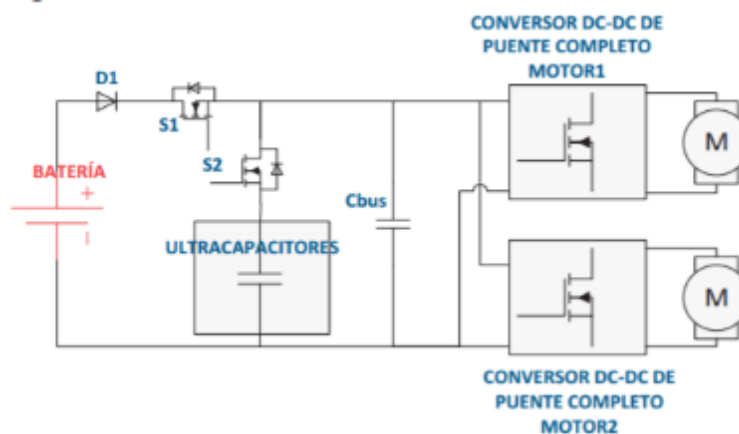 CONVERSOR DC-DC DE
PUENTE COMPLETO
MOTOR1
D1
S1
S2
BATERÍA
+
Cbus
M
ULTRACAPACITORES
M
CONVERSOR DC-DC DE
PUENTE COMPLETO
MOTOR2